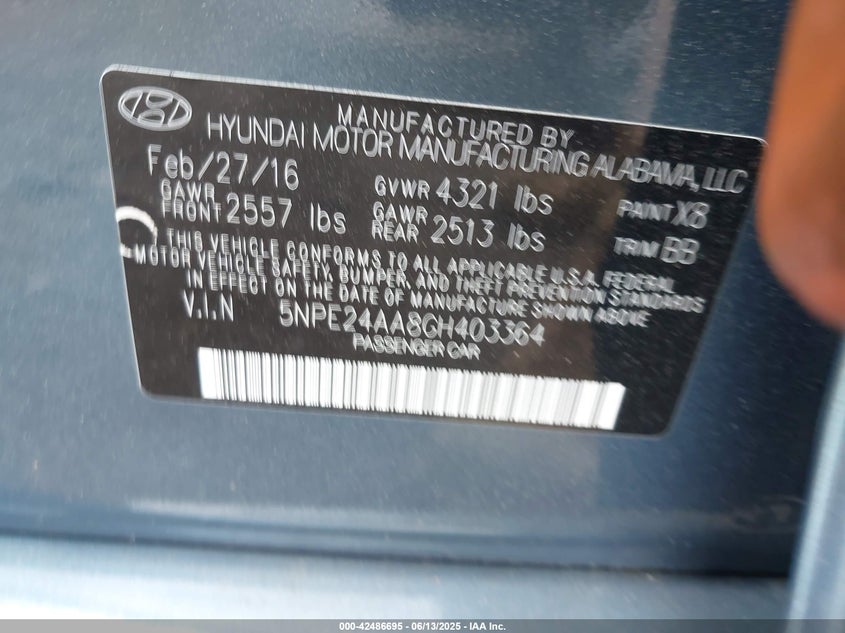 MANUFACTURED BY
HYUNDAI MOTOR MANUFACTURING ALABAMA, LLC
Feb/27/16 GVWR 4321 lbs PAINT X8
GAWR FRONT 2557 lbs GAWR REAR 2513 lbs TRIM BB
THIS VEHICLE CONFORMS TO ALL APPLICABLE U.S.A. FEDERAL
MOTOR VEHICLE SAFETY, BUMPER, AND THEFT PREVENTION STANDARDS
IN EFFECT ON THE DATE OF MANUFACTURE SHOWN ABOVE.
V.I.N 5NPE24AA8GH403364
PASSENGER CAR
000-42486695 - 06/13/2025 - IAA Inc.